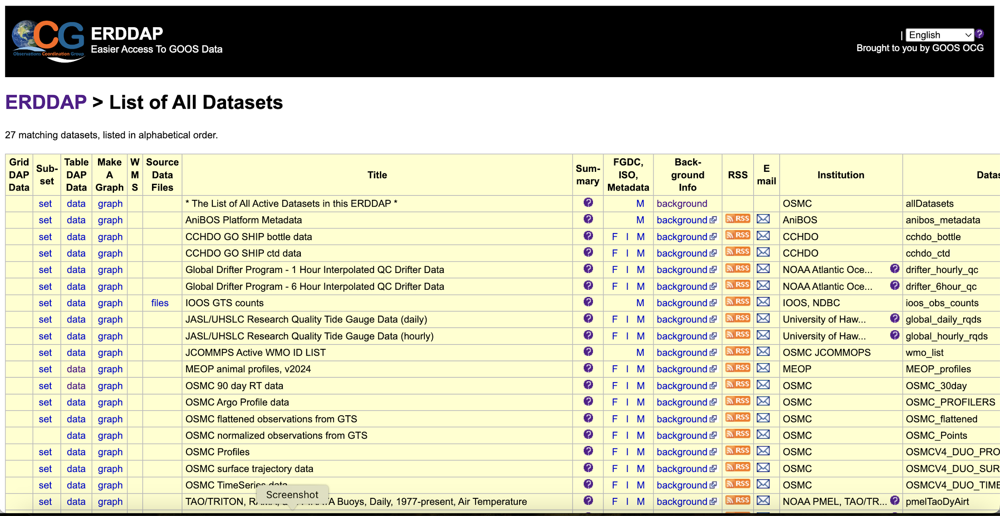 CG
Observations Coordination Group
ERDDAP
Easier Access To GOOS Data
| English ?
Brought to you by GOOS OCG
ERDDAP > List of All Datasets
27 matching datasets, listed in alphabetical order.
Grid DAP Data Sub- set Table DAP Data Make A Graph W M S Source Data Files Title Sum- mary FGDC, ISO, Metadata Back- ground Info RSS E mail Institution Datas
set data graph * The List of All Active Datasets in this ERDDAP * ? M background OSMC allDatasets
set data graph AniBOS Platform Metadata ? M background RSS AniBOS anibos_metadata
set data graph CCHDO GO SHIP bottle data ? F I M background RSS CCHDO cchdo_bottle
set data graph CCHDO GO SHIP ctd data ? F I M background RSS CCHDO cchdo_ctd
set data graph Global Drifter Program - 1 Hour Interpolated QC Drifter Data ? F I M background RSS NOAA Atlantic Oce... ? drifter_hourly_qc
set data graph Global Drifter Program - 6 Hour Interpolated QC Drifter Data ? F I M background RSS NOAA Atlantic Oce... ? drifter_6hour_qc
set data graph files IOOS GTS counts ? M background RSS IOOS, NDBC ioos_obs_counts
set data graph JASL/UHSLC Research Quality Tide Gauge Data (daily) ? F I M background RSS University of Haw... ? global_daily_rqds
set data graph JASL/UHSLC Research Quality Tide Gauge Data (hourly) ? F I M background RSS University of Haw... ? global_hourly_rqds
set data graph JCOMMPS Active WMO ID LIST ? M background RSS OSMC JCOMMOPS wmo_list
set data graph MEOP animal profiles, v2024 ? F I M background RSS MEOP MEOP_profiles
set data graph OSMC 90 day RT data ? F I M background RSS OSMC OSMC_30day
set data graph OSMC Argo Profile data ? F I M background RSS OSMC OSMC_PROFILERS
set data graph OSMC flattened observations from GTS ? F I M background RSS OSMC OSMC_flattened
data graph OSMC normalized observations from GTS ? F I M background RSS OSMC OSMC_Points
set data graph OSMC Profiles ? F I M background RSS OSMC OSMCV4_DUO_PRO
set data graph OSMC surface trajectory data ? F I M background RSS OSMC OSMCV4_DUO_SUR
set data graph OSMC TimeSeries data ? F I M background RSS OSMC OSMCV4_DUO_TIME
Screenshot
set data graph TAO/TRITON, Buoys, Daily, 1977-present, Air Temperature ? F I M background RSS NOAA PMEL, TAO/TR... ? pmelTaoDyAirt